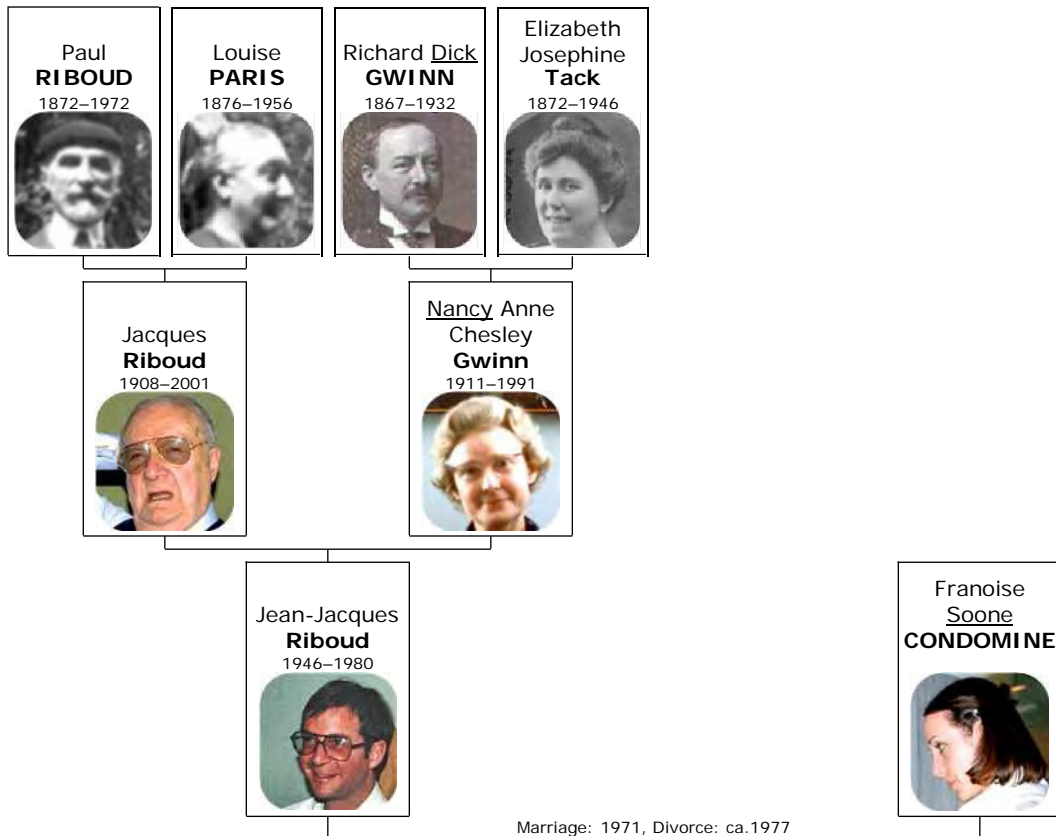 Paul
RIBOUD
1872–1972
Louise
PARIS
1876–1956
Richard Dick
GWINN
1867–1932
Elizabeth
Josephine
Tack
1872–1946
Jacques
Riboud
1908–2001
Nancy Anne
Chesley
Gwinn
1911–1991
Jean-Jacques
Riboud
1946–1980
Franoise
Soone
CONDOMINE
Marriage: 1971, Divorce: ca.1977